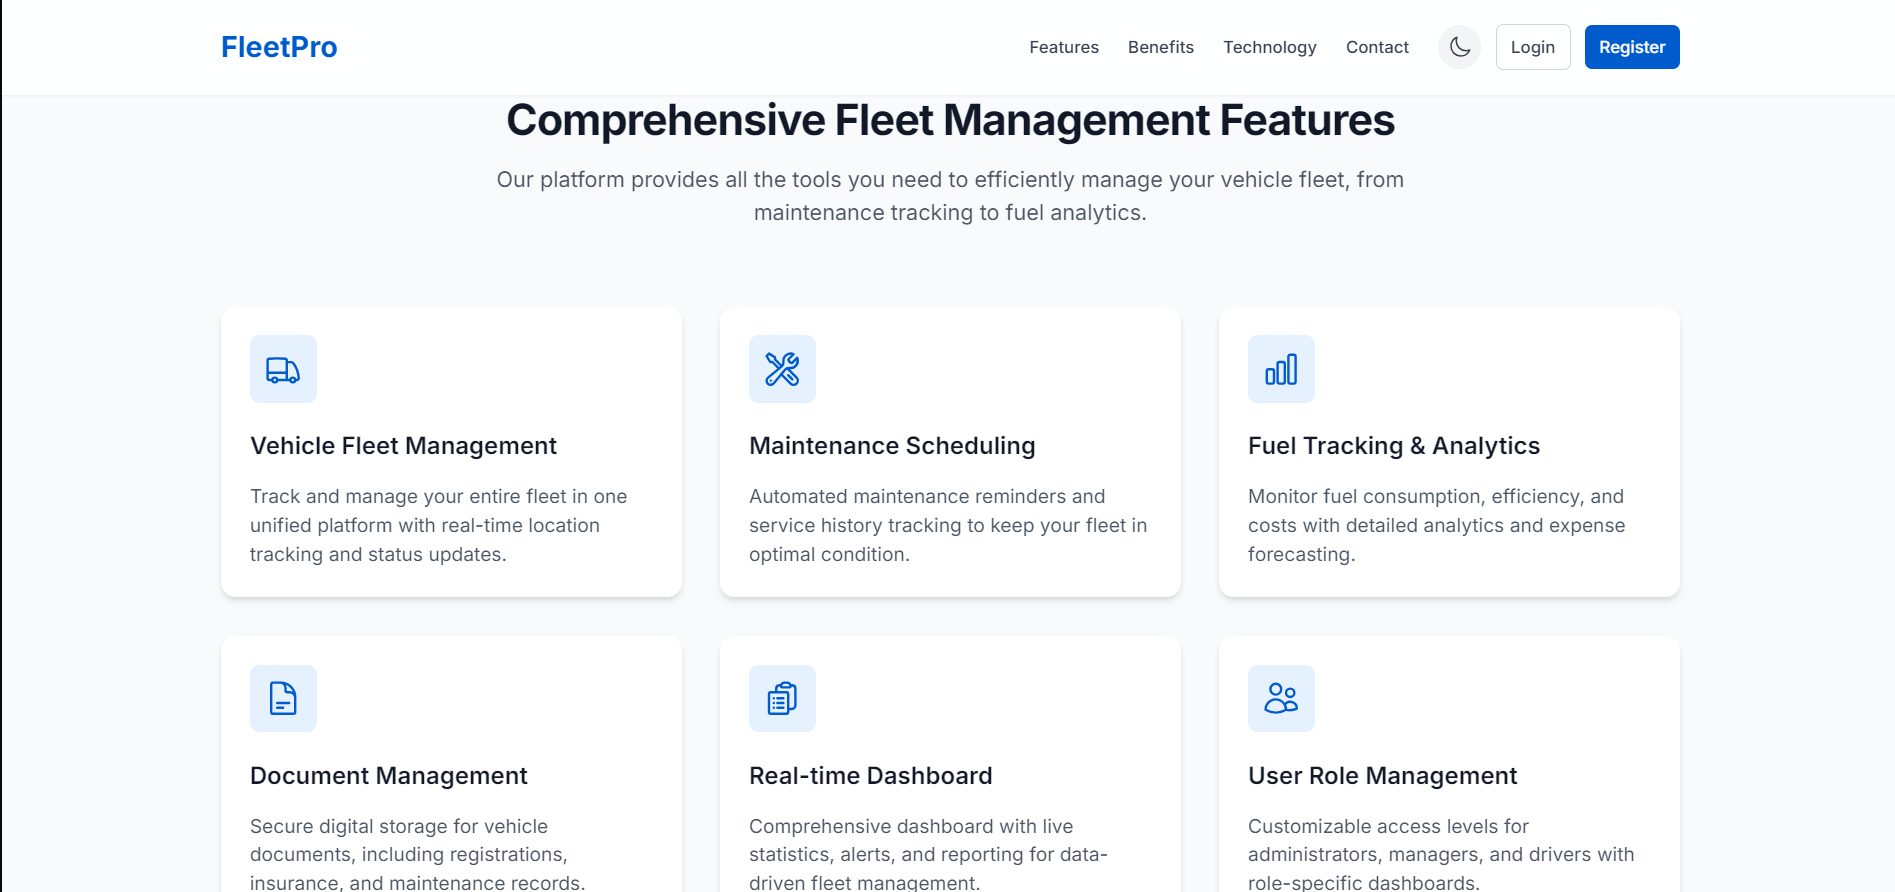 FleetPro
Features
Benefits
Technology
Contact
Login
Register
Comprehensive Fleet Management Features
Our platform provides all the tools you need to efficiently manage your vehicle fleet, from
maintenance tracking to fuel analytics.
Vehicle Fleet Management
Track and manage your entire fleet in one
unified platform with real-time location
tracking and status updates.
Maintenance Scheduling
Automated maintenance reminders and
service history tracking to keep your fleet in
optimal condition.
Fuel Tracking & Analytics
Monitor fuel consumption, efficiency, and
costs with detailed analytics and expense
forecasting.
Document Management
Secure digital storage for vehicle
documents, including registrations,
insurance, and maintenance records.
Real-time Dashboard
Comprehensive dashboard with live
statistics, alerts, and reporting for data-
driven fleet management.
User Role Management
Customizable access levels for
administrators, managers, and drivers with
role-specific dashboards.